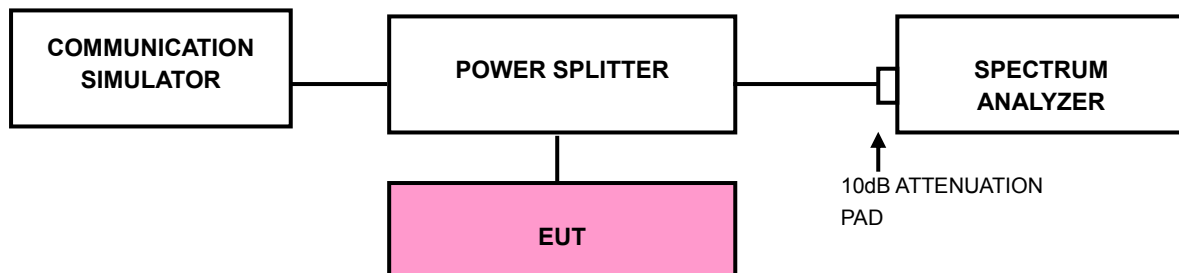 COMMUNICATION
SIMULATOR
POWER SPLITTER
SPECTRUM
ANALYZER
10dB ATTENUATION
PAD
EUT